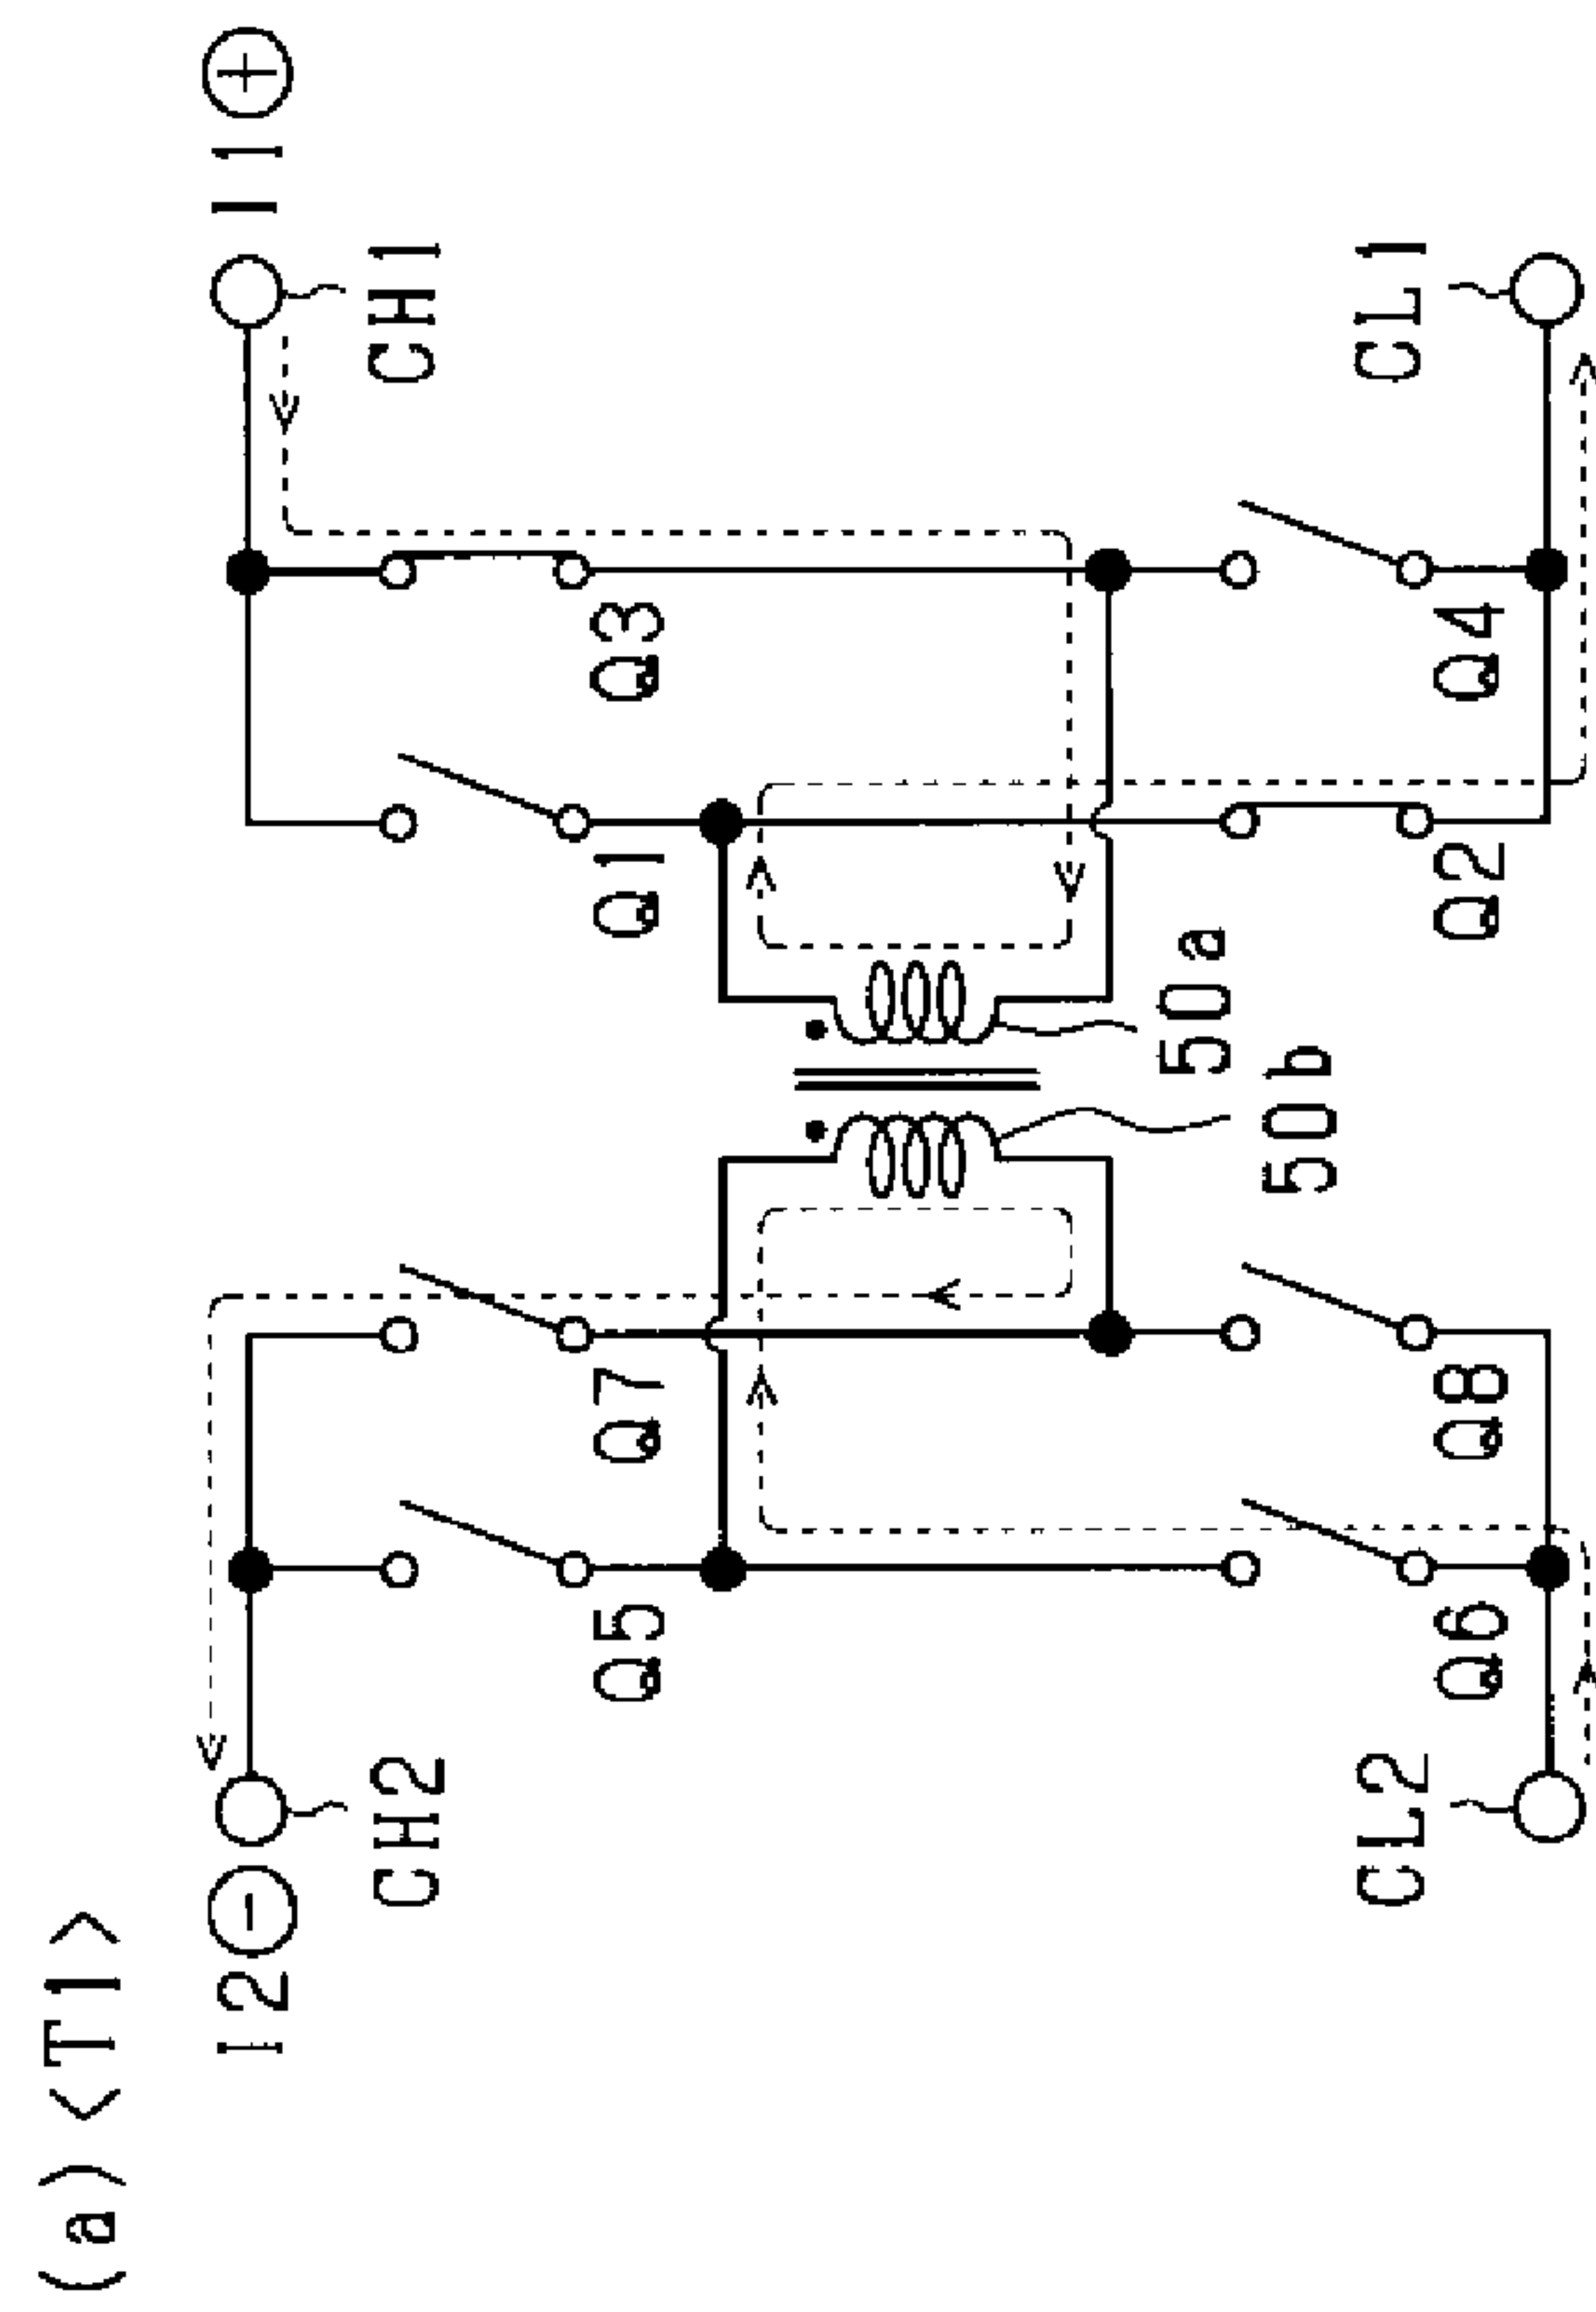 (a) <T1>
I2⊖
I1⊕
CH2
CH1
Q5
Q7
Q1
Q3
50a
50b
CL2
CL1
Q6
Q8
Q2
Q4